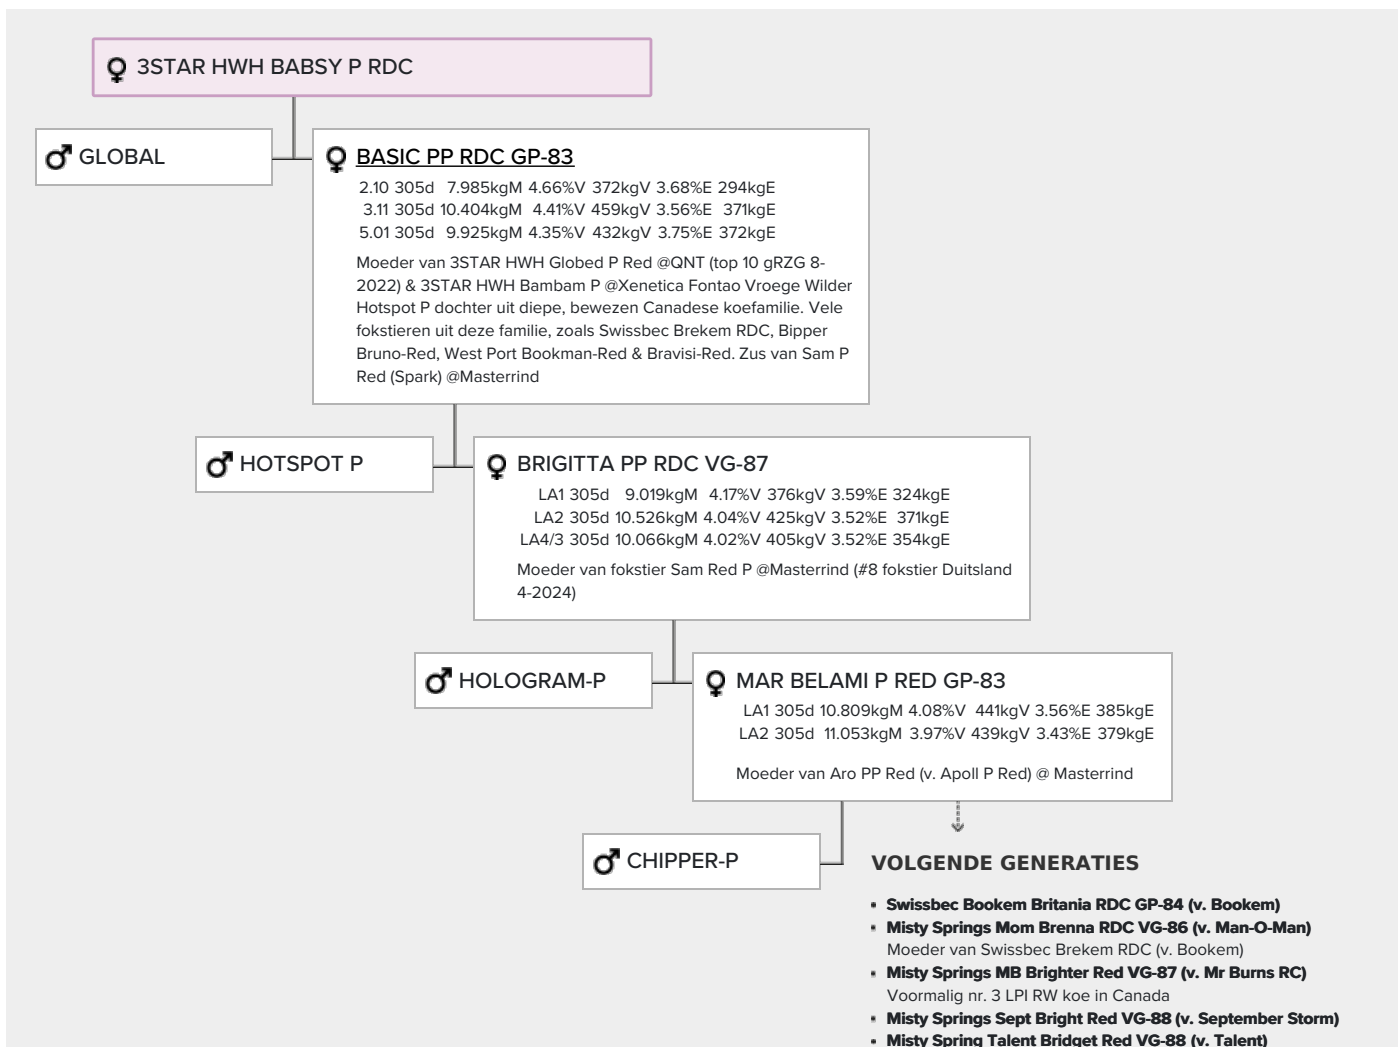 3STAR HWH BABSY P RDC
GLOBAL
BASIC PP RDC GP-83
2.10 305d 7.985kgM 4.66%V 372kgV 3.68%E 294kgE
3.11 305d 10.404kgM 4.41%V 459kgV 3.56%E 371kgE
5.01 305d 9.925kgM 4.35%V 432kgV 3.75%E 372kgE
Moeder van 3STAR HWH Globed P Red @QNT (top 10 gRZG 8-
2022) & 3STAR HWH Bambam P @Xenetica Fontao Vroege Wilder
Hotspot P dochter uit diepe, bewezen Canadese koefamilie. Vele
fokstieren uit deze familie, zoals Swissbec Brekem RDC, Bipper
Bruno-Red, West Port Bookman-Red & Bravisi-Red. Zus van Sam P
Red (Spark) @Masterrind
HOTSPOT P
BRIGITTA PP RDC VG-87
LA1 305d 9.019kgM 4.17%V 376kgV 3.59%E 324kgE
LA2 305d 10.526kgM 4.04%V 425kgV 3.52%E 371kgE
LA4/3 305d 10.066kgM 4.02%V 405kgV 3.52%E 354kgE
Moeder van fokstier Sam Red P @Masterrind (#8 fokstier Duitsland
4-2024)
HOLOGRAM-P
MAR BELAMI P RED GP-83
LA1 305d 10.809kgM 4.08%V 441kgV 3.56%E 385kgE
LA2 305d 11.053kgM 3.97%V 439kgV 3.43%E 379kgE
Moeder van Aro PP Red (v. Apoll P Red) @ Masterrind
CHIPPER-P
VOLGENDE GENERATIES
Swissbec Bookem Britania RDC GP-84 (v. Bookem)
Misty Springs Mom Brenna RDC VG-86 (v. Man-O-Man)
Moeder van Swissbec Brekem RDC (v. Bookem)
Misty Springs MB Brighter Red VG-87 (v. Mr Burns RC)
Voormalig nr. 3 LPI RW koe in Canada
Misty Springs Sept Bright Red VG-88 (v. September Storm)
Misty Spring Talent Bridget Red VG-88 (v. Talent)